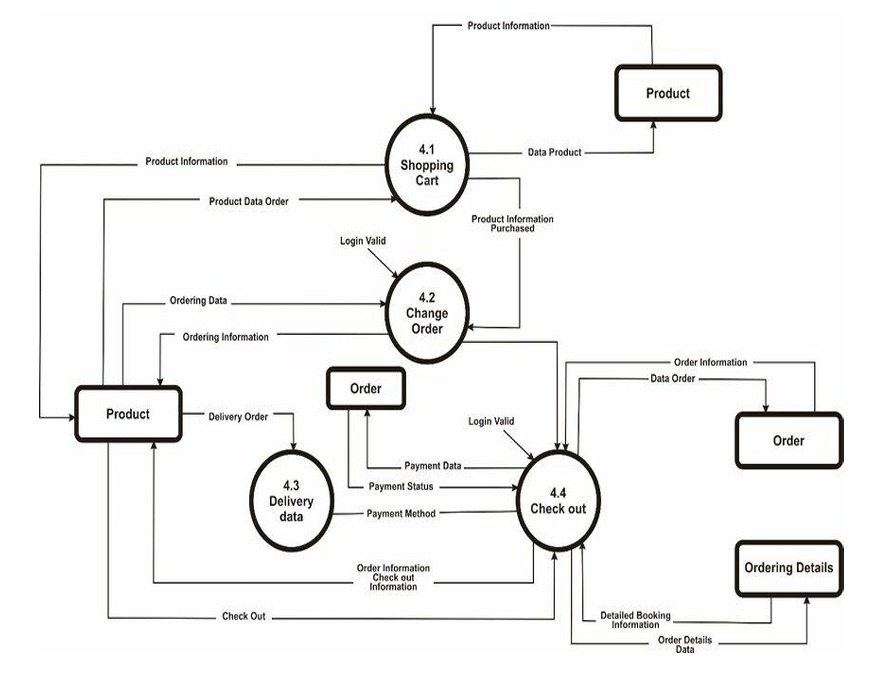 Product Information
Product
4.1
Shopping
Cart
Data Product
Product Information
Product Data Order
Product Information
Purchased
Login Valid
4.2
Change
Order
Ordering Data
Ordering Information
Order Information
Data Order
Order
Product
Delivery Order
Login Valid
Order
Payment Data
Payment Status
4.3
Delivery
data
Payment Method
4.4
Check out
Ordering Details
Order Information
Check out
Information
Check Out
Detailed Booking
Information
Order Details
Data